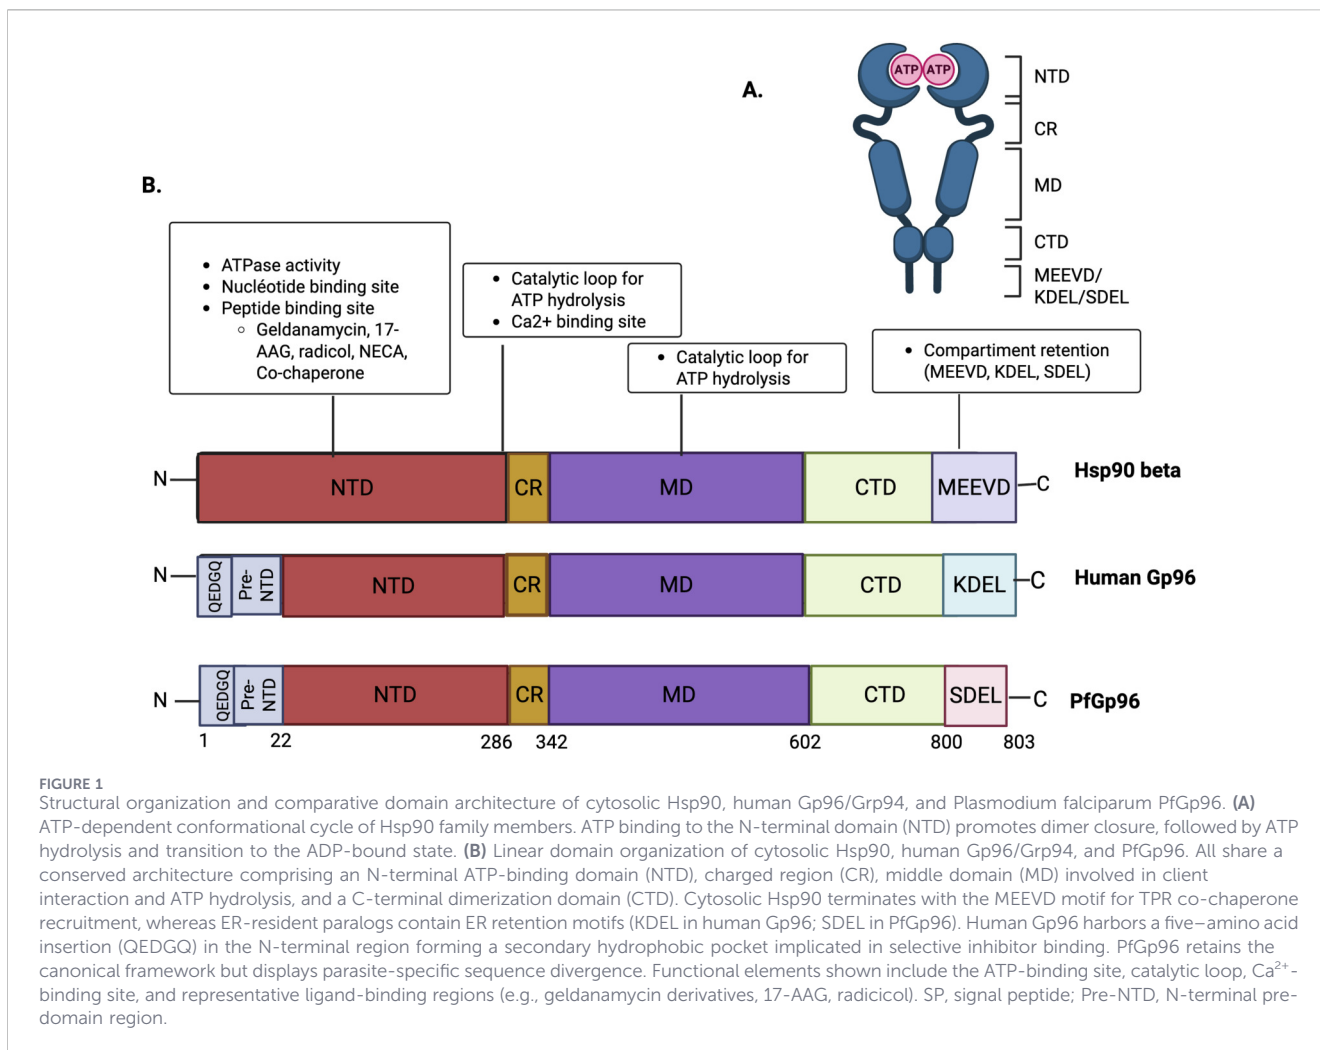 A.
ATP ATP
NTD
CR
MD
CTD
MEEVD/
KDEL/SDEL
B.
• ATPase activity
• Nucléotide binding site
• Peptide binding site
○ Geldanamycin, 17-
AAG, radicol, NECA,
Co-chaperone
• Catalytic loop for
ATP hydrolysis
• Ca2+ binding site
• Catalytic loop for
ATP hydrolysis
• Compartiment retention
(MEEVD, KDEL, SDEL)
N NTD CR MD CTD MEEVD C Hsp90 beta
N QEDGQ Pre-NTD NTD CR MD CTD KDEL C Human Gp96
N QEDGQ Pre-NTD NTD CR MD CTD SDEL C PfGp96
1 22 286 342 602 800 803
FIGURE 1
Structural organization and comparative domain architecture of cytosolic Hsp90, human Gp96/Grp94, and Plasmodium falciparum PfGp96. (A)
ATP-dependent conformational cycle of Hsp90 family members. ATP binding to the N-terminal domain (NTD) promotes dimer closure, followed by ATP
hydrolysis and transition to the ADP-bound state. (B) Linear domain organization of cytosolic Hsp90, human Gp96/Grp94, and PfGp96. All share a
conserved architecture comprising an N-terminal ATP-binding domain (NTD), charged region (CR), middle domain (MD) involved in client
interaction and ATP hydrolysis, and a C-terminal dimerization domain (CTD). Cytosolic Hsp90 terminates with the MEEVD motif for TPR co-chaperone
recruitment, whereas ER-resident paralogs contain ER retention motifs (KDEL in human Gp96; SDEL in PfGp96). Human Gp96 harbors a five–amino acid
insertion (QEDGQ) in the N-terminal region forming a secondary hydrophobic pocket implicated in selective inhibitor binding. PfGp96 retains the
canonical framework but displays parasite-specific sequence divergence. Functional elements shown include the ATP-binding site, catalytic loop, Ca²⁺-
binding site, and representative ligand-binding regions (e.g., geldanamycin derivatives, 17-AAG, radicicol). SP, signal peptide; Pre-NTD, N-terminal pre-
domain region.